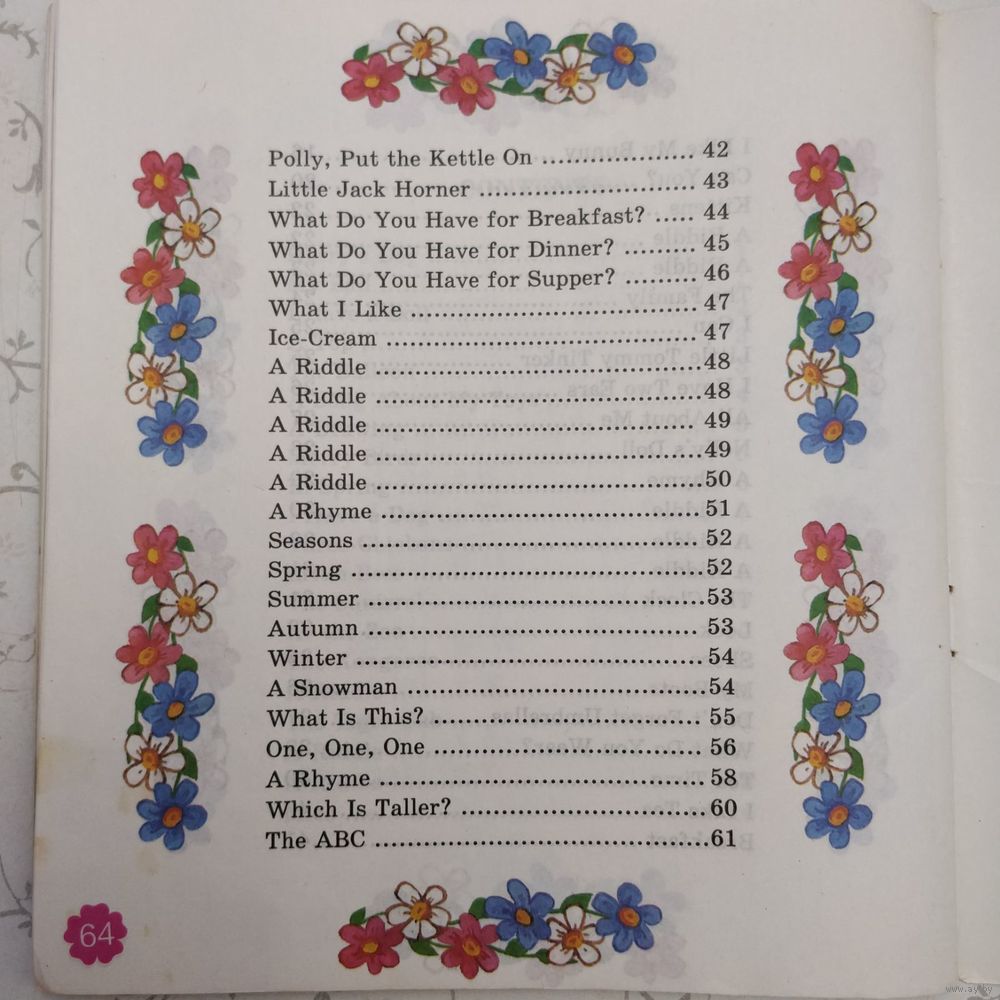 Polly, Put the Kettle On ................... 42
Little Jack Horner ........................... 43
What Do You Have for Breakfast? ..... 44
What Do You Have for Dinner? ......... 45
What Do You Have for Supper? ......... 46
What I Like .................................... 47
Ice-Cream ....................................... 47
A Riddle .........................................48
A Riddle .........................................48
A Riddle .........................................49
A Riddle .........................................49
A Riddle .........................................50
A Rhyme ........................................51
Seasons .......................................... 52
Spring ............................................52
Summer ..........................................53
Autumn ......................................... 53
Winter ...........................................54
A Snowman .....................................54
What Is This? ...................................55
One, One, One ................................. 56
A Rhyme .........................................58
Which Is Taller? ...............................60
The ABC .........................................61
64
www.ay.by